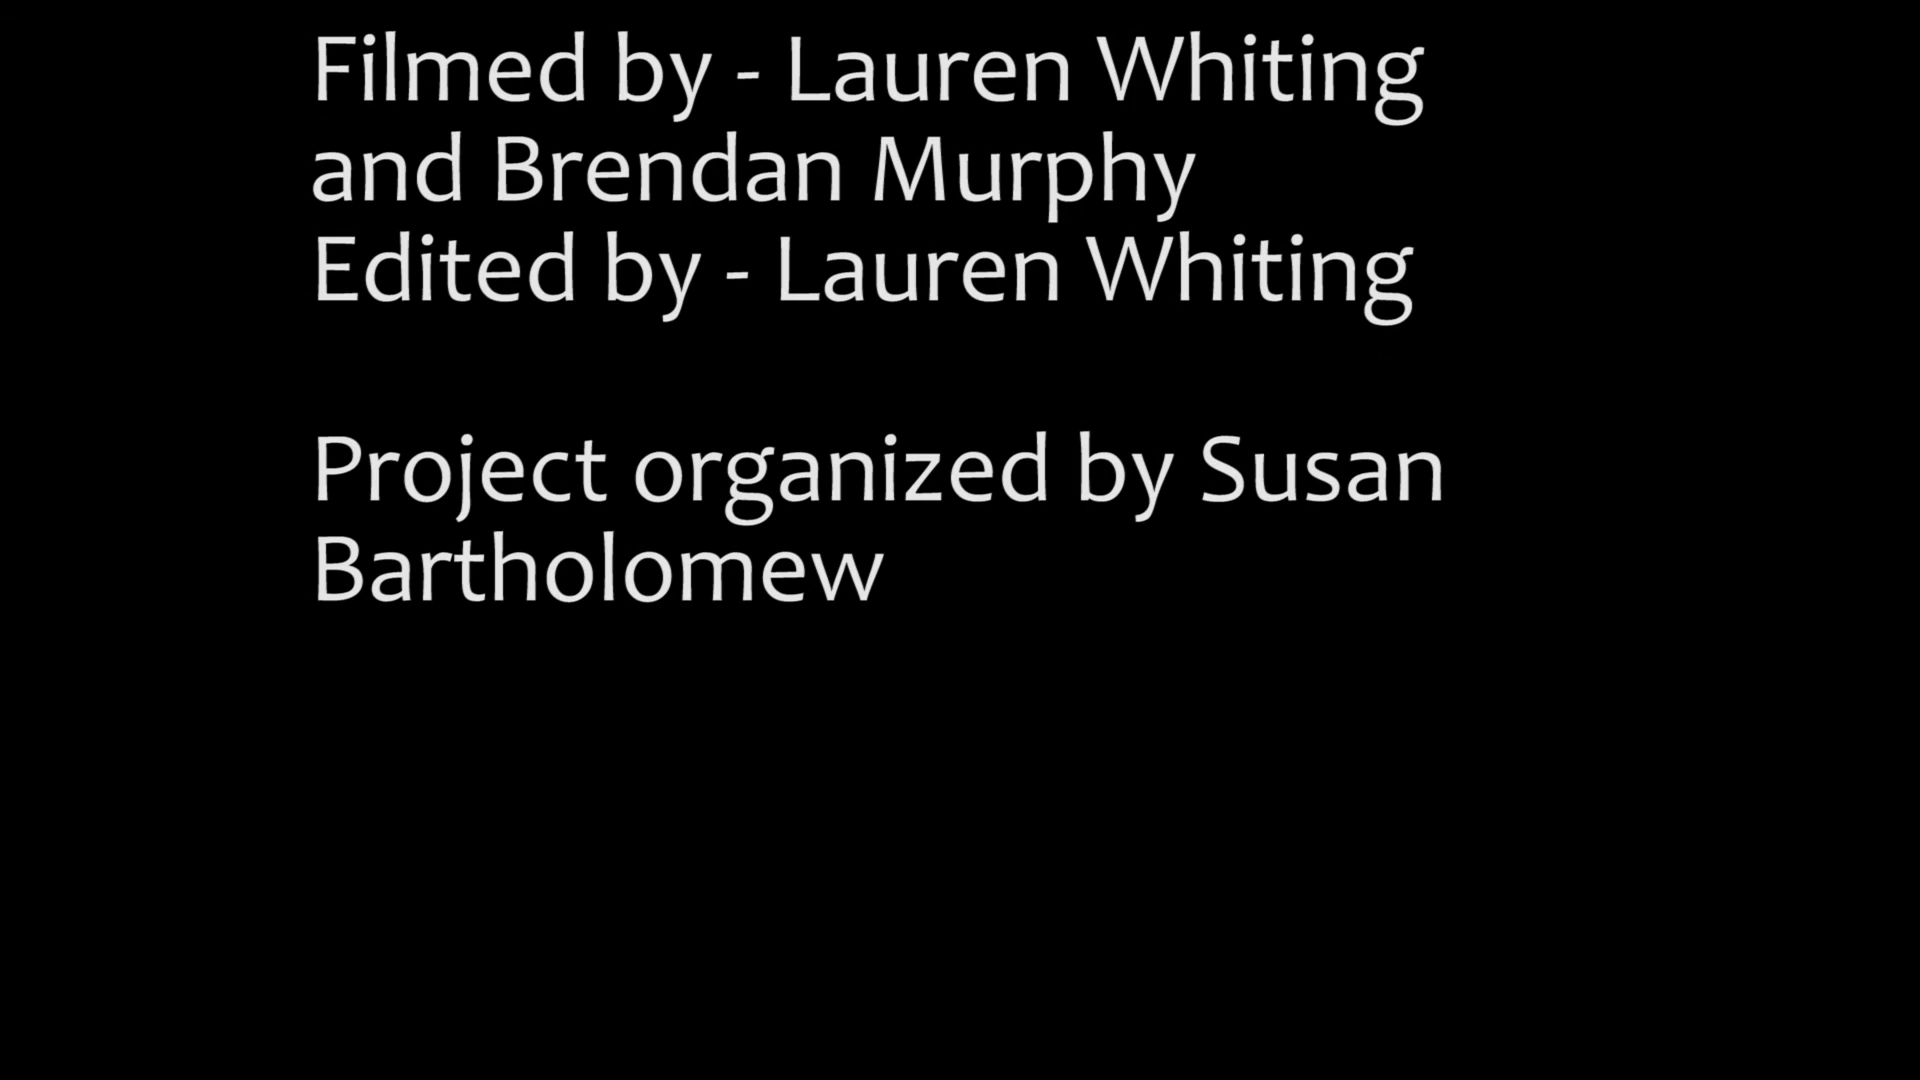 Filmed by - Lauren Whiting
and Brendan Murphy
Edited by - Lauren Whiting
Project organized by Susan
Bartholomew